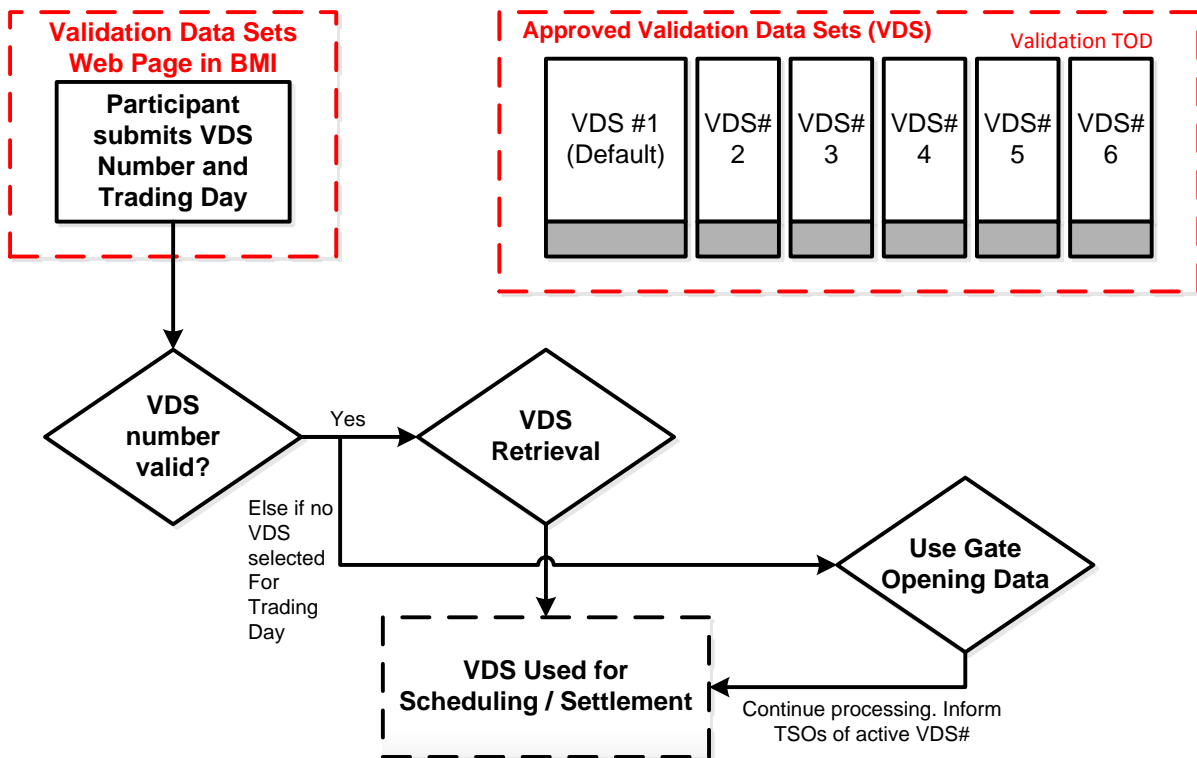 Validation Data Sets
Web Page in BMI
Participant
submits VDS
Number and
Trading Day
Approved Validation Data Sets (VDS)
Validation TOD
VDS #1
(Default)
VDS#
2
VDS#
3
VDS#
4
VDS#
5
VDS#
6
VDS
number
valid?
Yes
VDS
Retrieval
Else if no
VDS
selected
For
Trading
Day
Use Gate
Opening Data
VDS Used for
Scheduling / Settlement
Continue processing. Inform
TSOs of active VDS#